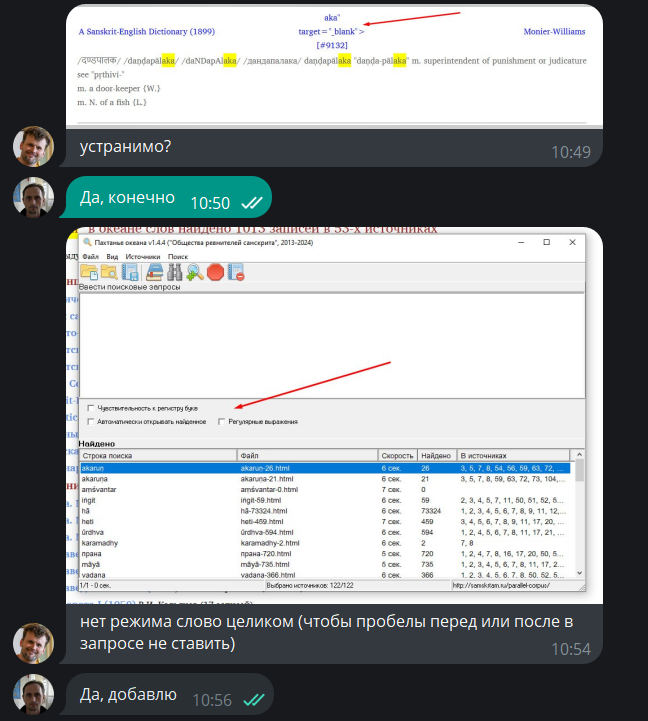 aka"
A Sanskrit-English Dictionary (1899) target="_blank" > Monier-Williams
[#9132]
/दण्डपालक/ /daṇḍapālaka/ /daNDapAlaka/ /дандапалака/ daṇḍapālaka "daṇḍa-pālaka" m. superintendent of punishment or judicature
see "pṛthivi-"
m. a door-keeper {W.}
m. N. of a fish {L.}
устранимо?
10:49
Да, конечно 10:50
в океане слов найдено 1013 записей в 53-х источниках
Пахтанье океана v1.4.4 ("Общества ревнителей санскрита", 2013-2024)
Файл Вид Источники Поиск
Ввести поисковые запросы
Чувствительность к регистру букв
Автоматически открывать найденное Регулярные выражения
Найдено
Строка поиска Файл Скорость Найдено В источниках
akaruṇ akaruṇ-26.html 6 сек. 26 3, 5, 7, 8, 54, 56, 59, 63, 72, ...
akaruṇa akaruṇa-21.html 6 сек. 21 3, 5, 7, 8, 59, 63, 72, 73, 104,...
aṃśvantar aṃśvantar-0.html 7 сек. 0
iṅgit iṅgit-59.html 6 сек. 59 2, 3, 4, 5, 7, 11, 50, 51, 52, 5...
hā hā-73324.html 6 сек. 73324 1, 2, 3, 4, 5, 6, 7, 8, 9, 11, 12,...
heti heti-459.html 7 сек. 459 3, 4, 5, 6, 7, 8, 9, 11, 17, 20, ...
ūrdhva ūrdhva-594.html 6 сек. 594 1, 2, 4, 5, 6, 7, 8, 11, 17, 21, ...
karamadhy karamadhy-2.html 6 сек. 2 7, 8
прана прана-720.html 5 сек. 720 1, 2, 4, 7, 8, 16, 17, 20, 50, 5...
māyā māyā-735.html 5 сек. 735 1, 2, 3, 4, 5, 6, 7, 8, 11, 17, 2...
vadana vadana-366.html 6 сек. 366 1, 2, 3, 4, 5, 6, 7, 8, 50, 52, 5...
1/1 - 0 сек. Выбрано источников: 122/122 http://samskrtam.ru/parallel-corpus/
нет режима слово целиком (чтобы пробелы перед или после в
запросе не ставить)
10:54
Да, добавлю 10:56